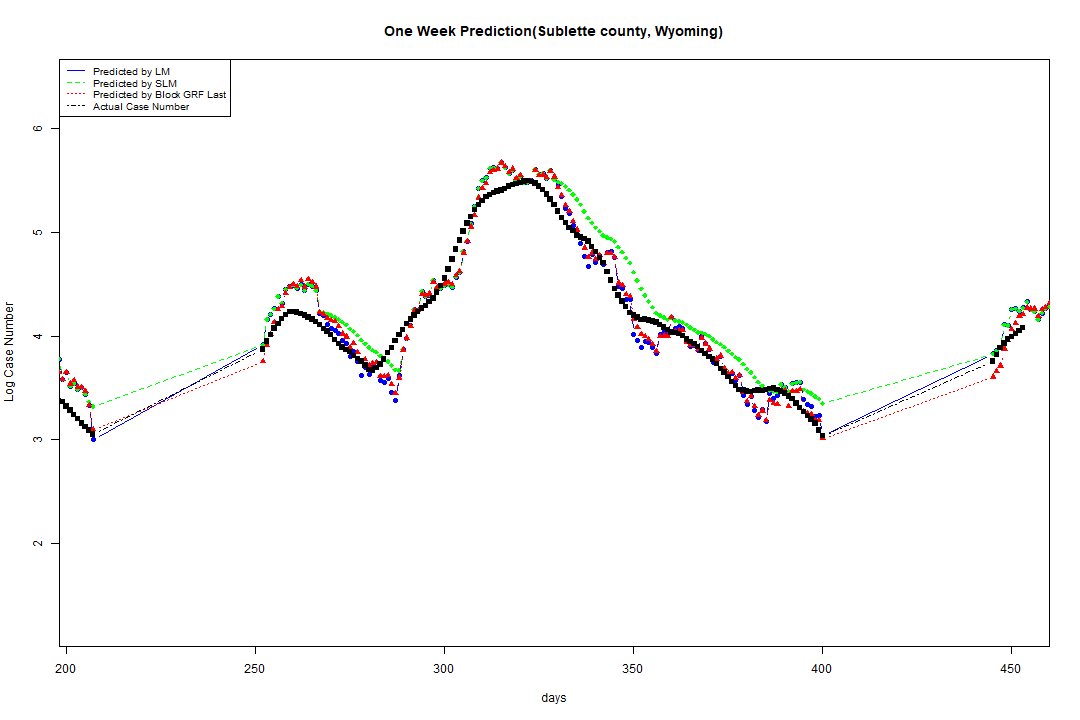 One Week Prediction(Sublette county, Wyoming)
Predicted by LM
Predicted by SLM
Predicted by Block GRF Last
Actual Case Number
Log Case Number
6
5
4
3
2
200 250 300 350 400 450
days